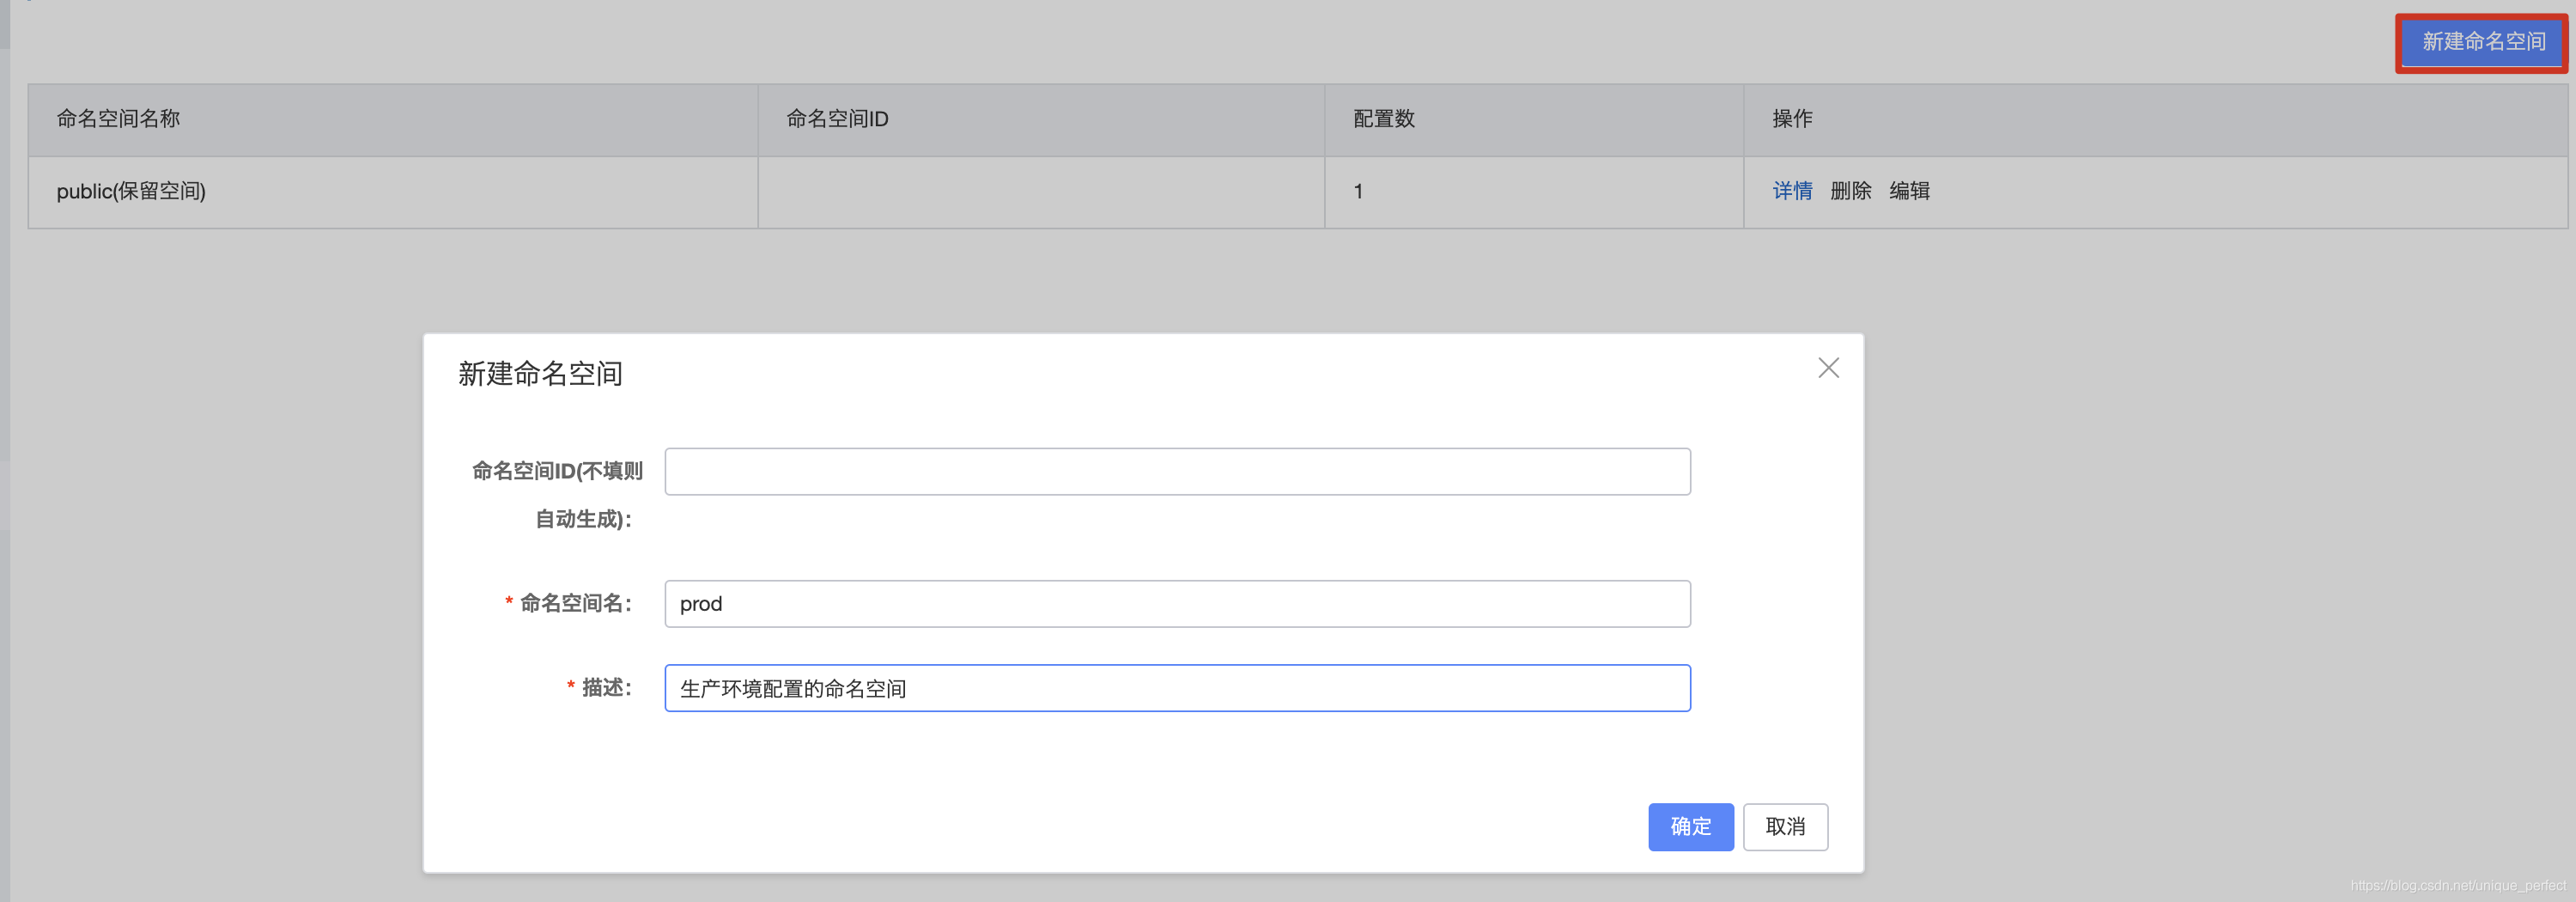 新建命名空间
命名空间名称 命名空间ID 配置数 操作
public(保留空间) 1 详情 删除 编辑
新建命名空间
命名空间ID(不填则
自动生成)：
* 命名空间名： prod
* 描述： 生产环境配置的命名空间
确定 取消
https://blog.csdn.net/unique_perfect